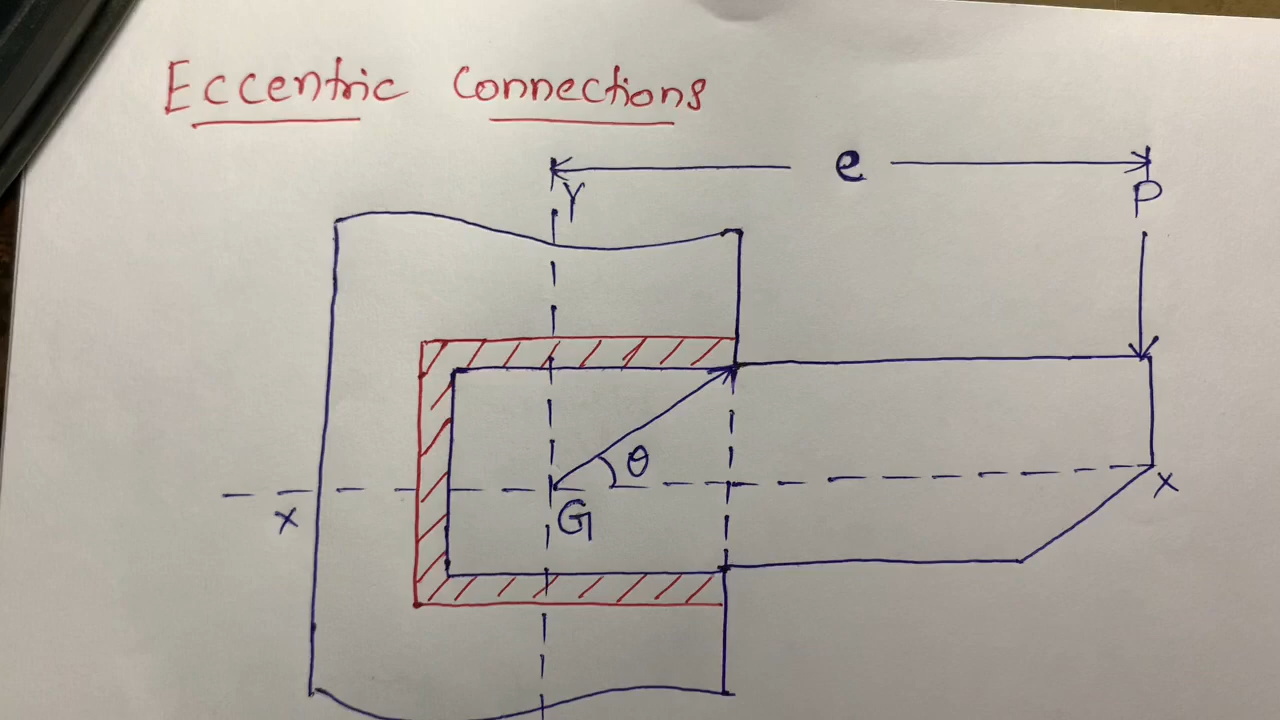 Eccentric Connections
e
Y
P
θ
x
G
x